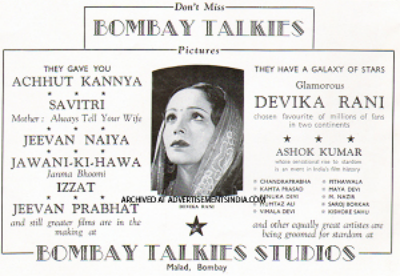 Don't Miss
BOMBAY TALKIES
Pictures
THEY GAVE YOU
ACHHUT KANNYA
SAVITRI
Mother: Always Tell Your Wife
JEEVAN NAIYA
JAWANI-KI-HAWA
Janma Bhoomi
IZZAT
JEEVAN PRABHAT
and still greater films are in the
making at
ARCHIVED AT ADVERTISEMENTSINDIA.COM
DEVIKA RANI
THEY HAVE A GALAXY OF STARS
Glamorous
DEVIKA RANI
chosen favourite of millions of fans
in two continents
ASHOK KUMAR
whose sensational rise to stardom
is an item in India's film history
CHANDRAPRABHA
KAMTA PRASAD
RENUKA DEVI
MUMTAZ ALI
VIMALA DEVI
PITHAWALA
MAYA DEVI
M. NAZIR
SAROJ BORKAR
KISHORE SAHU
and other equally great artistes are
being groomed for stardom at
BOMBAY TALKIES STUDIOS
Malad, Bombay